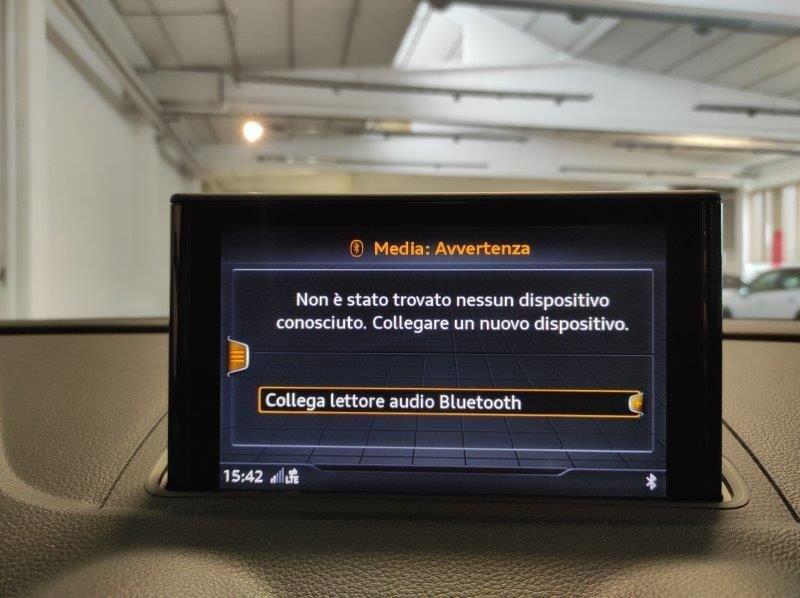 Media: Avvertenza
Non è stato trovato nessun dispositivo
conosciuto. Collegare un nuovo dispositivo.
Collega lettore audio Bluetooth
15:42 LTE